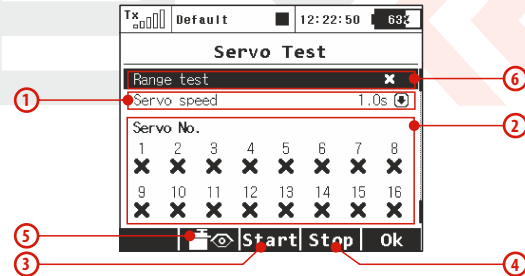 Tx Default 12:22:50 63%
Servo Test
Range test
Servo speed 1.0s
Servo No.
1 2 3 4 5 6 7 8
9 10 11 12 13 14 15 16
Start Stop Ok
1
2
3
4
5
6